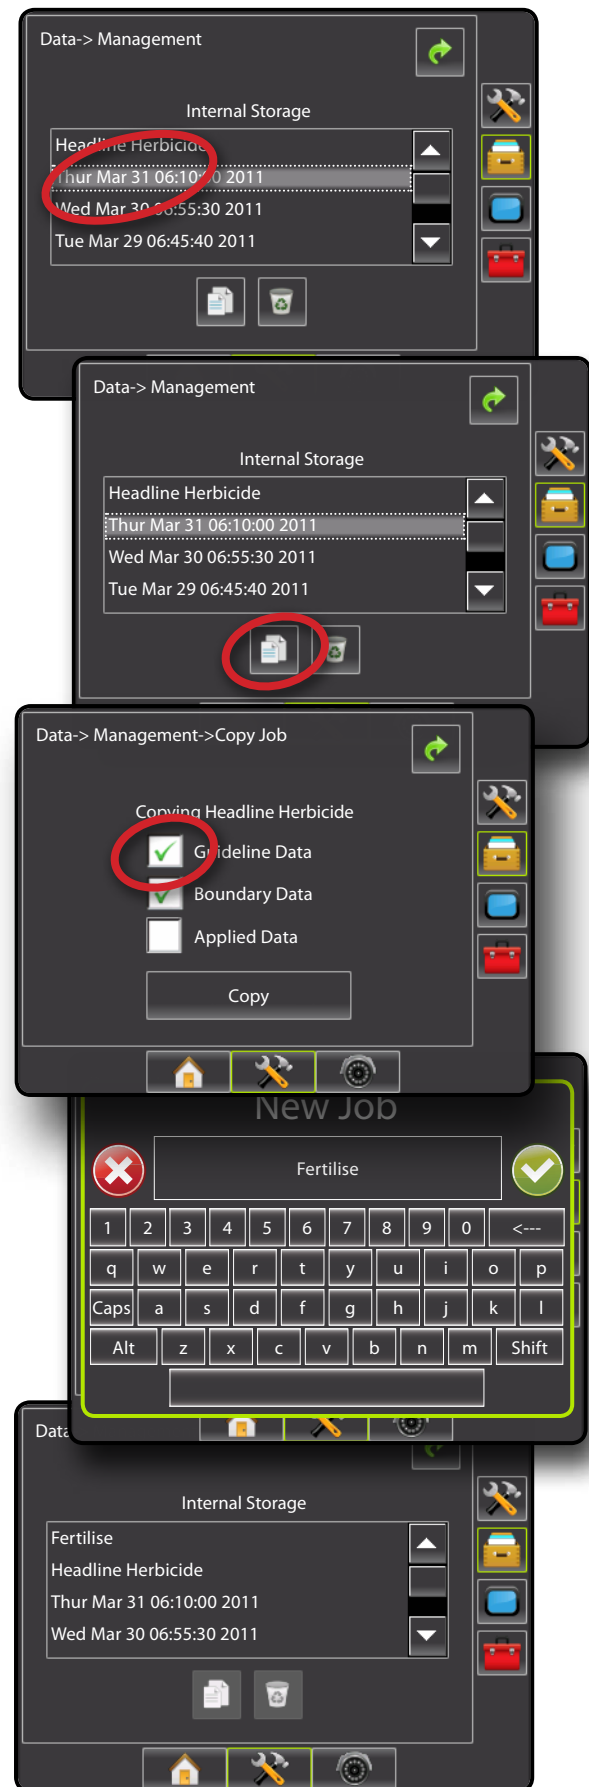 Data-> Management
Internal Storage
Headline Herbicide
Thur Mar 31 06:10:00 2011
Wed Mar 30 06:55:30 2011
Tue Mar 29 06:45:40 2011
Data-> Management
Internal Storage
Headline Herbicide
Thur Mar 31 06:10:00 2011
Wed Mar 30 06:55:30 2011
Tue Mar 29 06:45:40 2011
Data-> Management->Copy Job
Copying Headline Herbicide
Guideline Data
Boundary Data
Applied Data
Copy
New Job
Fertilise
1 2 3 4 5 6 7 8 9 0 <---
q w e r t y u i o p
Caps a s d f g h j k l
Alt z x c v b n m Shift
Data
Internal Storage
Fertilise
Headline Herbicide
Thur Mar 31 06:10:00 2011
Wed Mar 30 06:55:30 2011